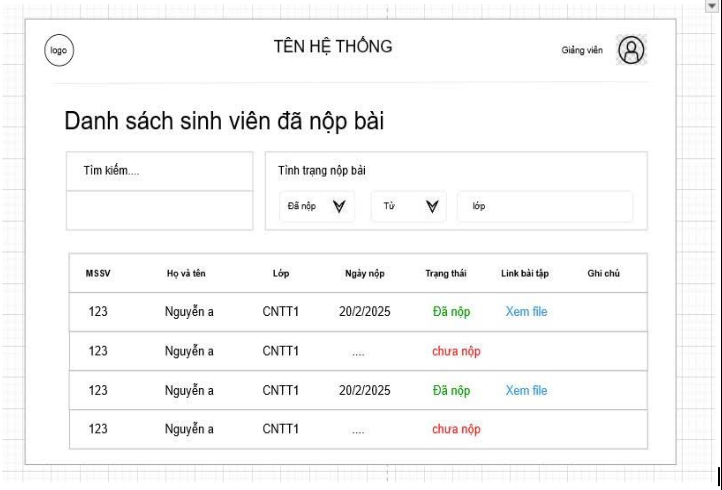 logo
TÊN HỆ THỐNG
Giảng viên
Danh sách sinh viên đã nộp bài
Tìm kiếm....
Tình trạng nộp bài
Đã nộp
Từ
lớp
MSSV Họ và tên Lớp Ngày nộp Trạng thái Link bài tập Ghi chú
123 Nguyễn a CNTT1 20/2/2025 Đã nộp Xem file
123 Nguyễn a CNTT1 .... chưa nộp
123 Nguyễn a CNTT1 20/2/2025 Đã nộp Xem file
123 Nguyễn a CNTT1 .... chưa nộp